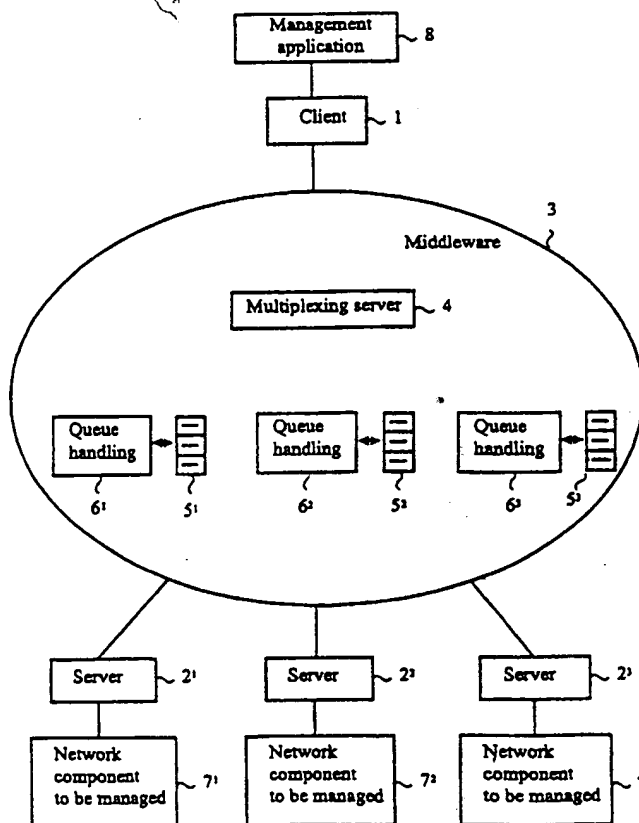 Management
application
8
Client
1
3
Middleware
Multiplexing server
4
Queue
handling
Queue
handling
Queue
handling
6¹
5¹
6²
5²
6³
5³
Server
2¹
Server
2²
Server
2³
Network
component
to be managed
7¹
Network
component
to be managed
7²
Network
component
to be managed